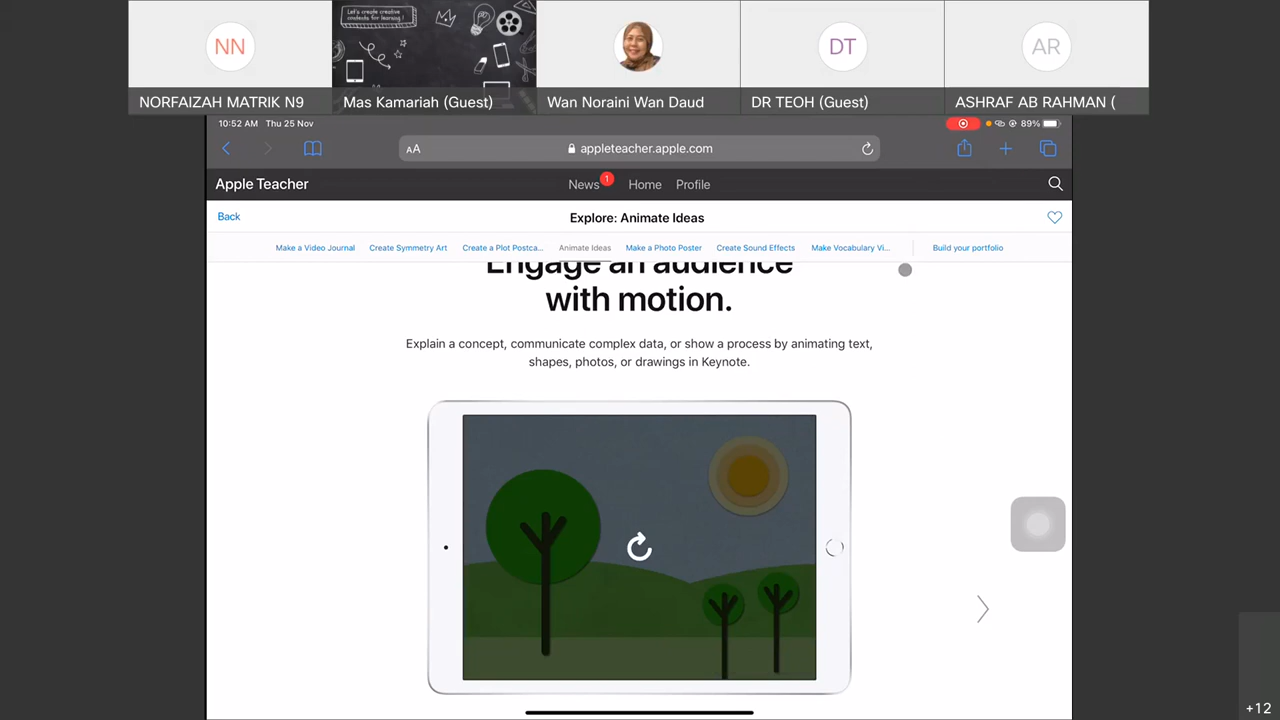 Let's create creative
contents for learning!
NN
DT
AR
NORFAIZAH MATRIK N9
Mas Kamariah (Guest)
Wan Noraini Wan Daud
DR TEOH (Guest)
ASHRAF AB RAHMAN (
10:52 AM Thu 25 Nov
89%
AA
appleteacher.apple.com
Apple Teacher
News
1
Home
Profile
Back
Explore: Animate Ideas
Make a Video Journal
Create Symmetry Art
Create a Plot Postca...
Animate Ideas
Make a Photo Poster
Create Sound Effects
Make Vocabulary Vi...
Build your portfolio
Engage an audience
with motion.
Explain a concept, communicate complex data, or show a process by animating text,
shapes, photos, or drawings in Keynote.
+12